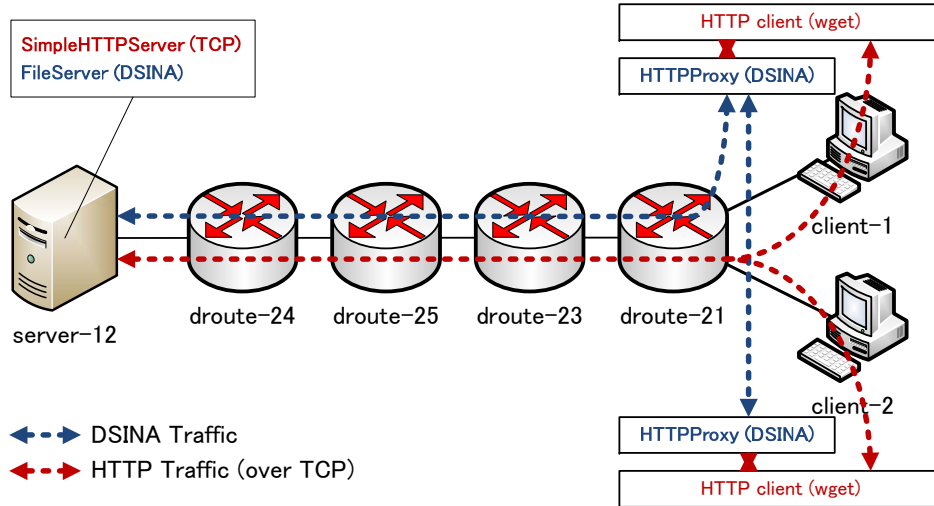 HTTP client (wget)
SimpleHTTPServer (TCP)
FileServer (DSINA)
HTTPProxy (DSINA)
client-1
server-12
droute-24
droute-25
droute-23
droute-21
client-2
DSINA Traffic
HTTPProxy (DSINA)
HTTP Traffic (over TCP)
HTTP client (wget)